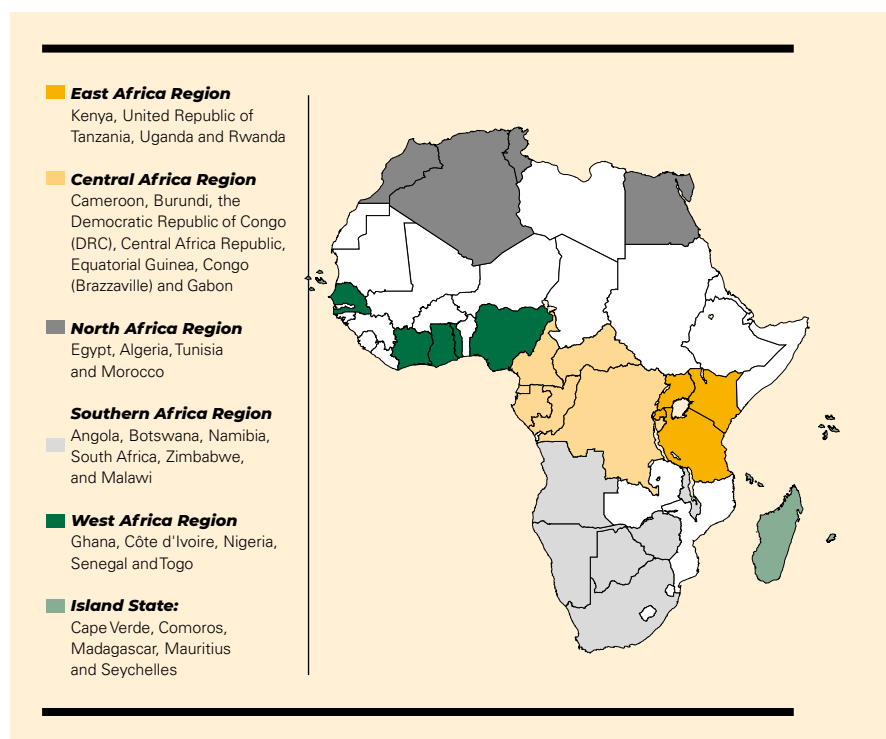 East Africa Region
Kenya, United Republic of
Tanzania, Uganda and Rwanda
Central Africa Region
Cameroon, Burundi, the
Democratic Republic of Congo
(DRC), Central Africa Republic,
Equatorial Guinea, Congo
(Brazzaville) and Gabon
North Africa Region
Egypt, Algeria, Tunisia
and Morocco
Southern Africa Region
Angola, Botswana, Namibia,
South Africa, Zimbabwe,
and Malawi
West Africa Region
Ghana, Côte d'Ivoire, Nigeria,
Senegal andTogo
Island State:
Cape Verde, Comoros,
Madagascar, Mauritius
and Seychelles